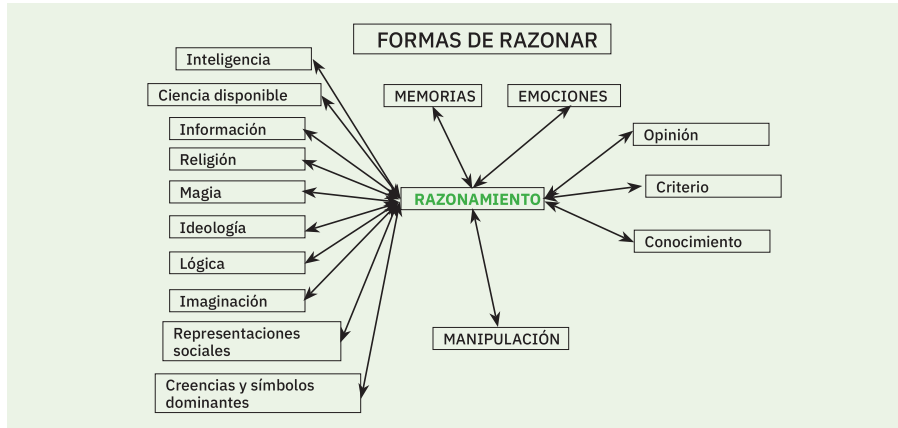 FORMAS DE RAZONAR
Inteligencia
Ciencia disponible
Información
Religión
Magia
Ideología
Lógica
Imaginación
Representaciones
sociales
Creencias y símbolos
dominantes
MEMORIAS
EMOCIONES
RAZONAMIENTO
MANIPULACIÓN
Opinión
Criterio
Conocimiento